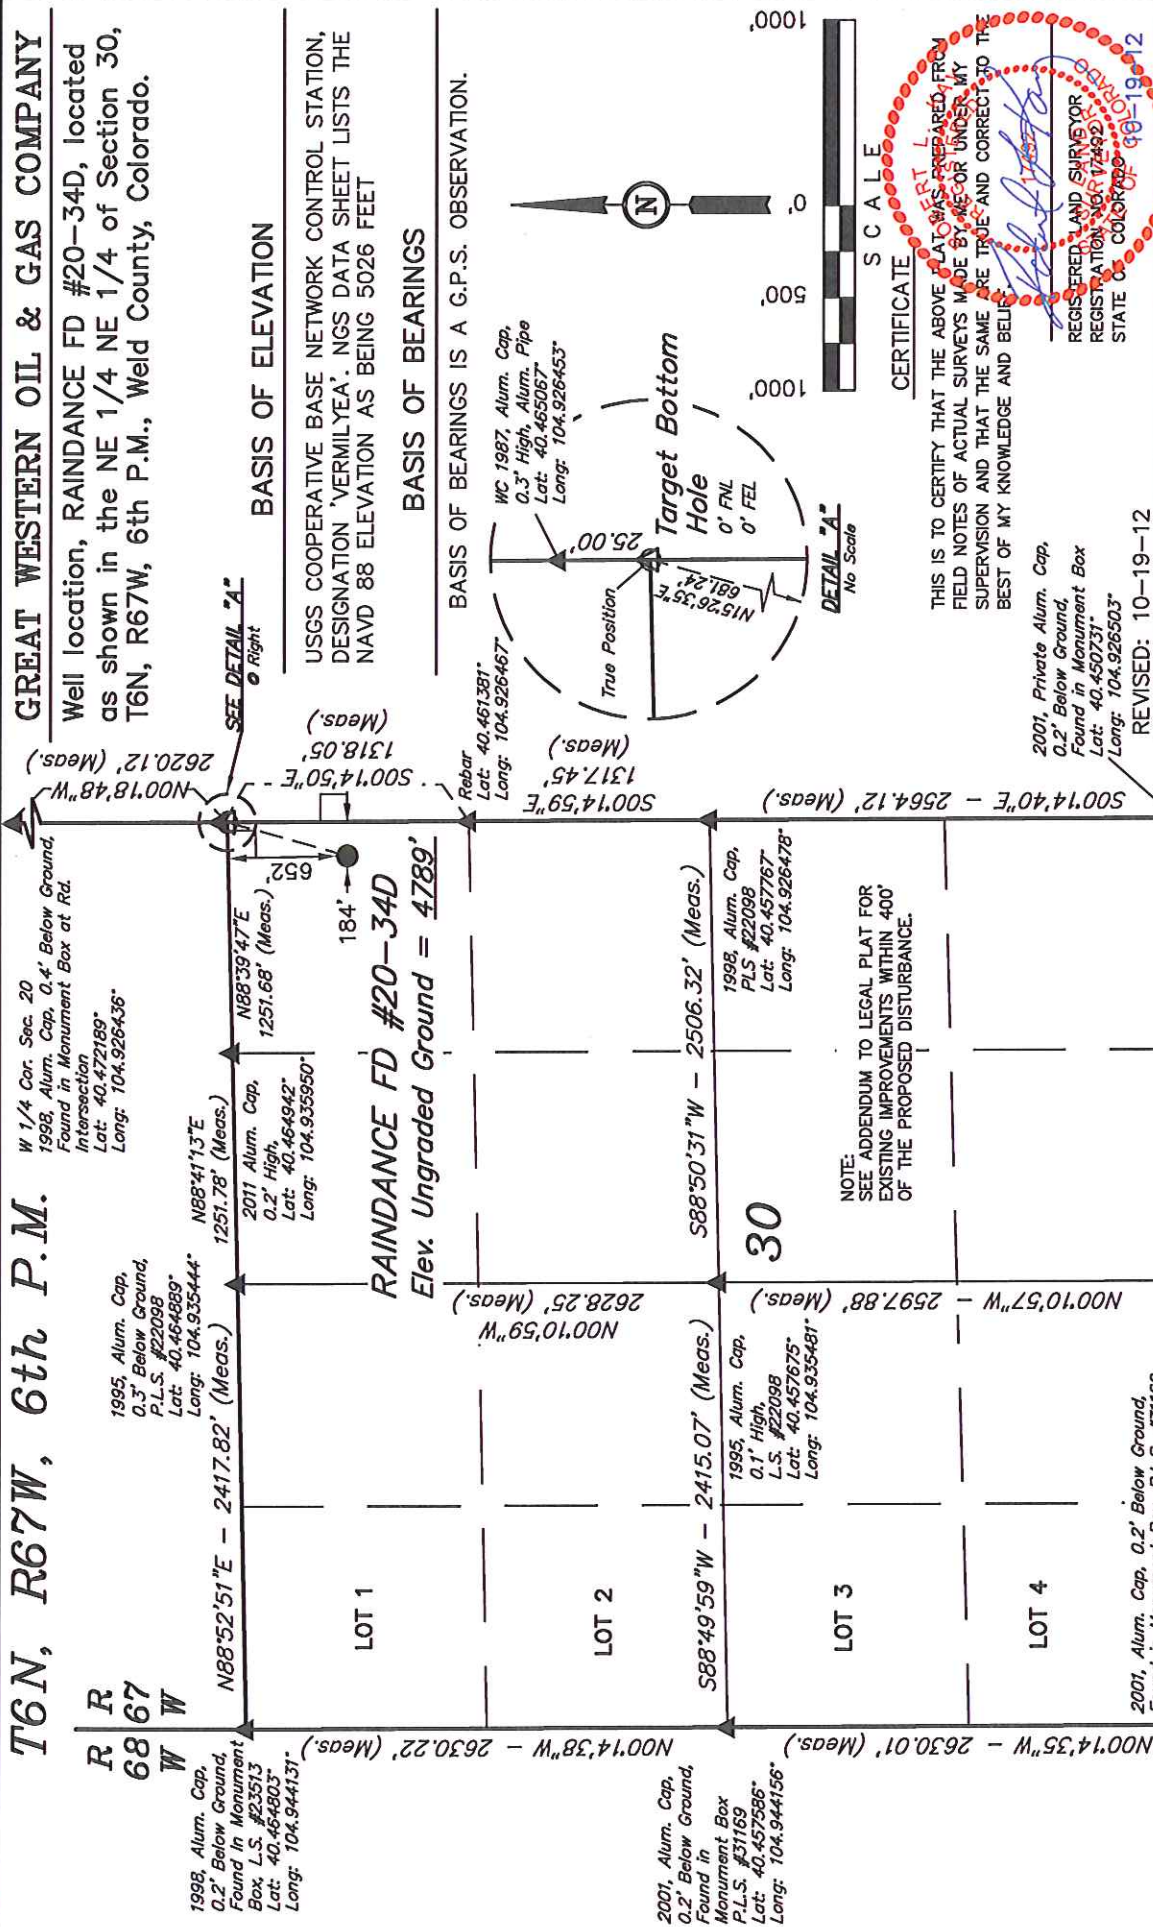 T6N, R67W, 6th P.M.
GREAT WESTERN OIL & GAS COMPANY
Well location, RAINDANCE FD #20-34D, located
as shown in the NE 1/4 NE 1/4 of Section 30,
T6N, R67W, 6th P.M., Weld County, Colorado.
BASIS OF ELEVATION
USGS COOPERATIVE BASE NETWORK CONTROL STATION,
DESIGNATION 'VERMILYEA'. NGS DATA SHEET LISTS THE
NAVD 88 ELEVATION AS BEING 5026 FEET
BASIS OF BEARINGS
BASIS OF BEARINGS IS A G.P.S. OBSERVATION.
R R
68 67
W W
1998, Alum. Cap,
0.2' Below Ground,
Found in Monument
Box, L.S. #23513
Lat: 40.464803°
Long: 104.944131°
N88°52'51"E - 2417.82' (Meas.)
1995, Alum. Cap,
0.3' Below Ground,
P.L.S. #22098
Lat: 40.464889°
Long: 104.935444°
N88°41'13"E
1251.78' (Meas.)
2011 Alum. Cap,
0.2' High,
Lat: 40.464942°
Long: 104.935950°
N88°39'47"E
1251.68' (Meas.)
W 1/4 Cor. Sec. 20
1998, Alum. Cap, 0.4' Below Ground,
Found in Monument Box at Rd.
Intersection
Lat: 40.472189°
Long: 104.926436°
N00°18'48"W
2620.12' (Meas.)
SEE DETAIL "A"
@ Right
652'
184'
RAINDANCE FD #20-34D
Elev. Ungraded Ground = 4789'
S00°14'50"E
1318.05'
(Meas.)
Rebar
Lat: 40.461381°
Long: 104.926467°
S00°14'59"E
1317.45'
(Meas.)
WC 1987, Alum. Cap,
0.3' High, Alum. Pipe
Lat: 40.465067°
Long: 104.926453°
25.00'
True Position
Target Bottom
Hole
0' FNL
0' FEL
N15°26'35"E
681.24'
DETAIL "A"
No Scale
N
1000' 500' 0' 1000'
SCALE
LOT 1
LOT 2
N00°14'38"W - 2630.22' (Meas.)
N00°10'59"W
2628.25' (Meas.)
2001, Alum. Cap,
0.2' Below Ground,
Found in
Monument Box
P.L.S. #31169
Lat: 40.457586°
Long: 104.944156°
S88°49'59"W - 2415.07' (Meas.)
1995, Alum. Cap,
0.1' High,
L.S. #22098
Lat: 40.457675°
Long: 104.935481°
S88°50'31"W - 2506.32' (Meas.)
1998, Alum. Cap,
PLS #22098
Lat: 40.457767°
Long: 104.926478°
30
NOTE:
SEE ADDENDUM TO LEGAL PLAT FOR
EXISTING IMPROVEMENTS WITHIN 400'
OF THE PROPOSED DISTURBANCE.
LOT 3
LOT 4
N00°14'35"W - 2630.01' (Meas.)
N00°10'57"W - 2597.88' (Meas.)
S00°14'40"E - 2564.12' (Meas.)
2001, Alum. Cap, 0.2' Below Ground,
2001, Private Alum. Cap,
0.2' Below Ground,
Found in Monument Box
Lat: 40.450731°
Long: 104.926503°
CERTIFICATE
THIS IS TO CERTIFY THAT THE ABOVE PLAT WAS PREPARED FROM
FIELD NOTES OF ACTUAL SURVEYS MADE BY ME OR UNDER MY
SUPERVISION AND THAT THE SAME ARE TRUE AND CORRECT TO THE
BEST OF MY KNOWLEDGE AND BELIEF.
ROBERT L. KAY
REGISTERED
17492
LAND SURVEYOR
STATE OF COLORADO
REGISTERED LAND SURVEYOR
REGISTRATION NO. 17492
STATE OF COLORADO 10-19-12
REVISED: 10-19-12